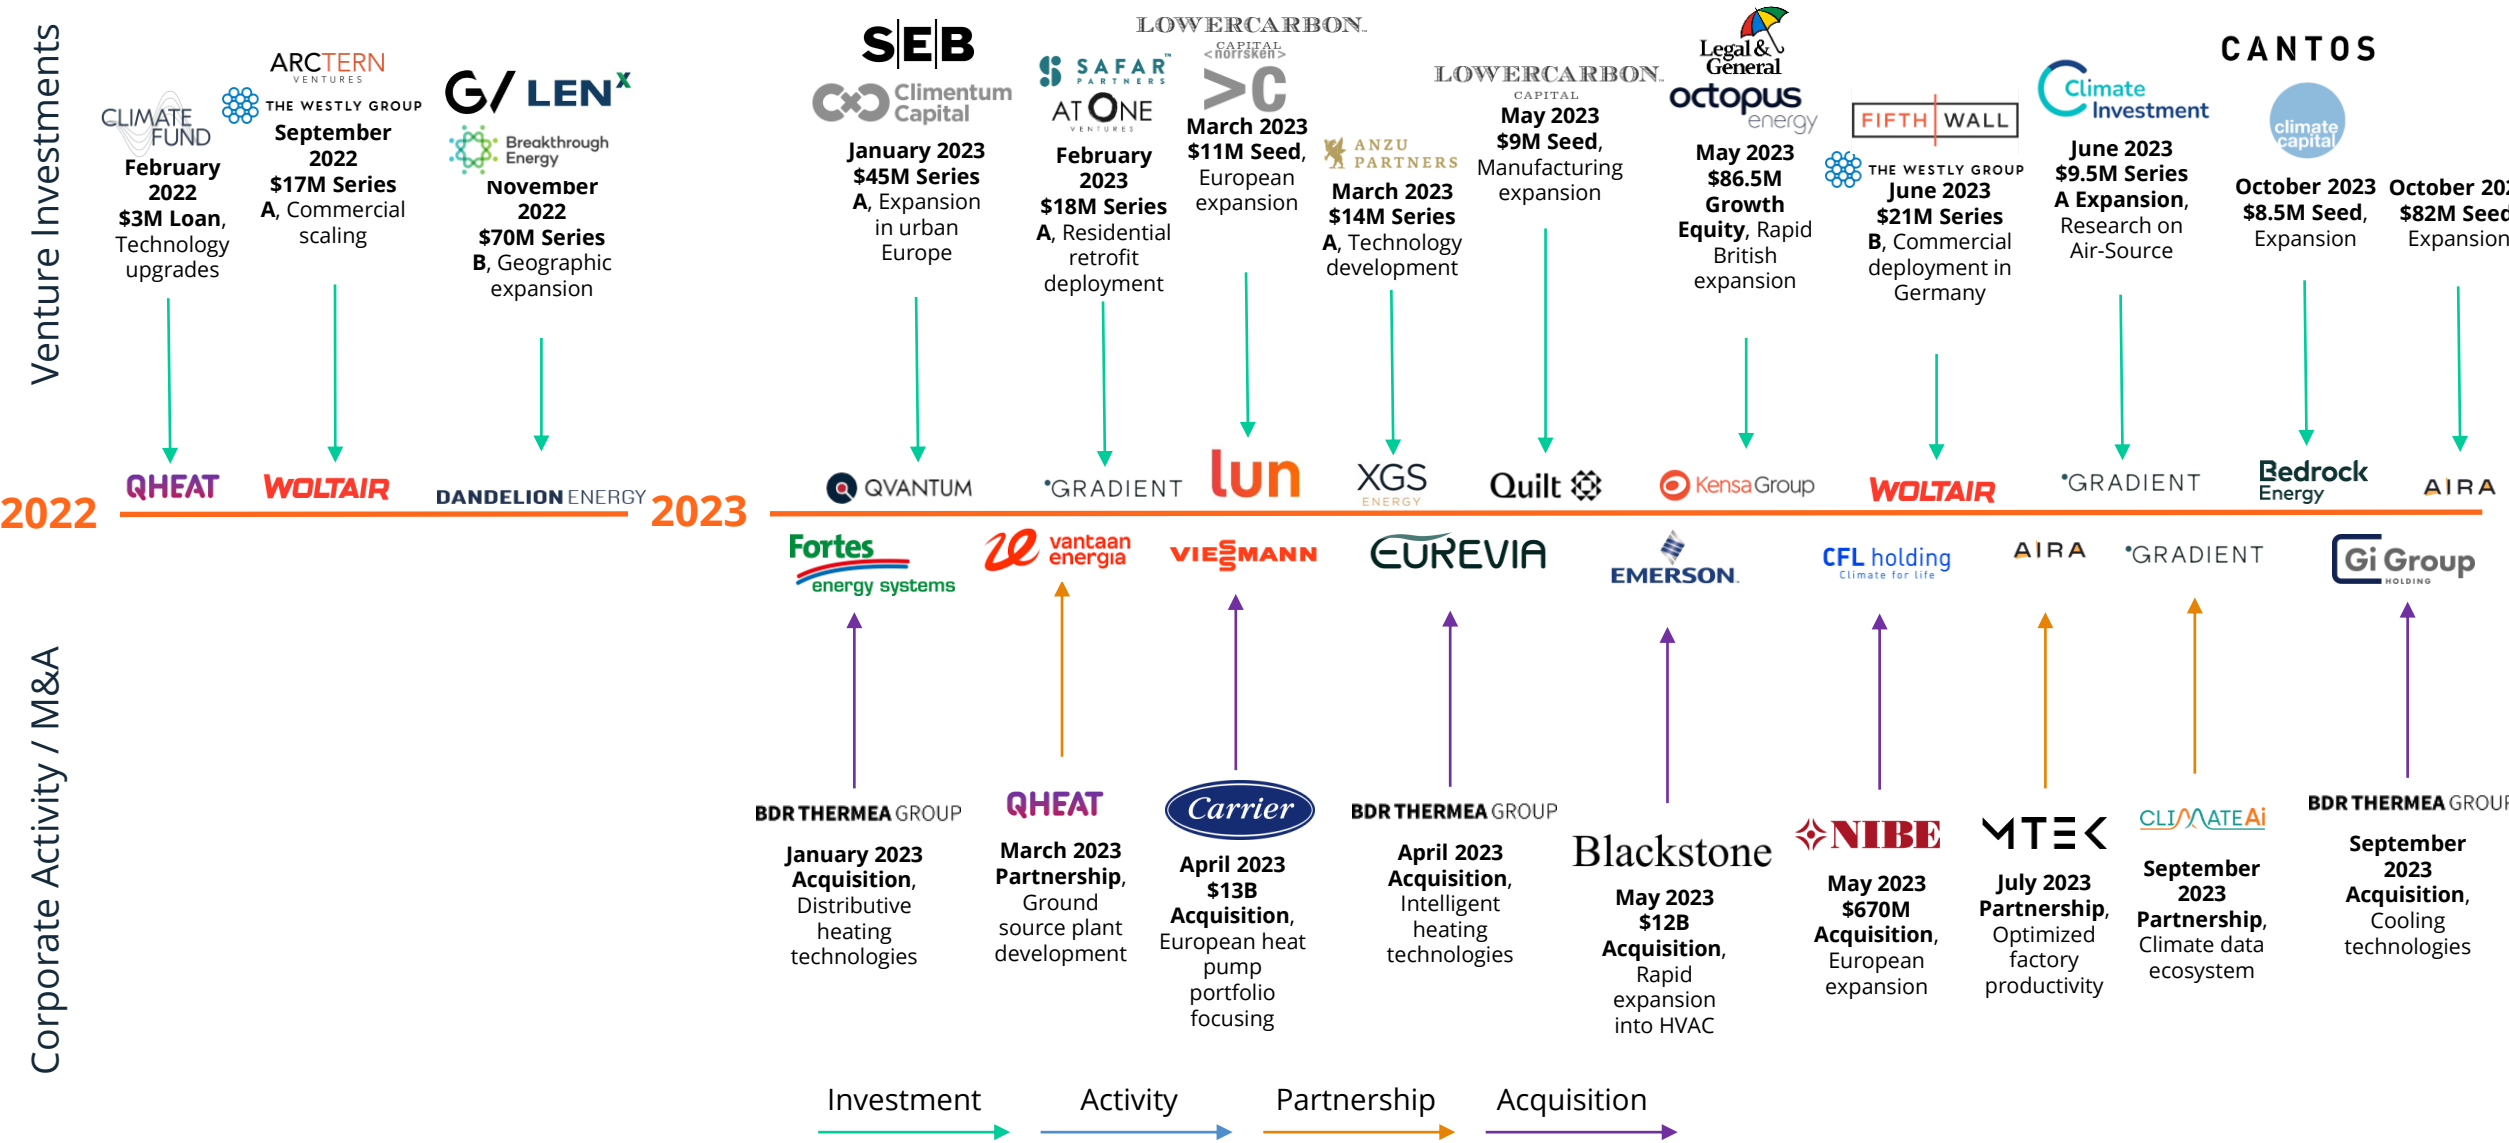 Venture Investments
CLIMATE
FUND
February
2022
$3M Loan,
Technology
upgrades
ARCTERN
VENTURES
THE WESTLY GROUP
September
2022
$17M Series
A, Commercial
scaling
G/ LENx
Breakthrough
Energy
November
2022
$70M Series
B, Geographic
expansion
S|E|B
Climentum
Capital
January 2023
$45M Series
A, Expansion
in urban
Europe
SAFAR™
PARTNERS
AT ONE
VENTURES
February
2023
$18M Series
A, Residential
retrofit
deployment
LOWERCARBON
CAPITAL
<norrsken>
>C
March 2023
$11M Seed,
European
expansion
ANZU
PARTNERS
March 2023
$14M Series
A, Technology
development
LOWERCARBON
CAPITAL
May 2023
$9M Seed,
Manufacturing
expansion
Legal &
General
octopus
energy
May 2023
$86.5M
Growth
Equity, Rapid
British
expansion
FIFTH WALL
THE WESTLY GROUP
June 2023
$21M Series
B, Commercial
deployment in
Germany
Climate
Investment
June 2023
$9.5M Series
A Expansion,
Research on
Air-Source
CANTOS
climate
capital
October 2023
$8.5M Seed,
Expansion
October 202
$82M Seed
Expansion
2022
QHEAT
WOLTAIR
DANDELION ENERGY
2023
QVANTUM
GRADIENT
lun
XGS
ENERGY
Quilt
Kensa Group
WOLTAIR
GRADIENT
Bedrock
Energy
AIRA
Fortes
energy systems
vantaan
energia
VIESSMANN
EUREVIA
EMERSON
CFL holding
Climate for life
AIRA
GRADIENT
Gi Group
HOLDING
Corporate Activity / M&A
BDR THERMEA GROUP
January 2023
Acquisition,
Distributive
heating
technologies
QHEAT
March 2023
Partnership,
Ground
source plant
development
Carrier
April 2023
$13B
Acquisition,
European heat
pump
portfolio
focusing
BDR THERMEA GROUP
April 2023
Acquisition,
Intelligent
heating
technologies
Blackstone
May 2023
$12B
Acquisition,
Rapid
expansion
into HVAC
NIBE
May 2023
$670M
Acquisition,
European
expansion
MTEK
July 2023
Partnership,
Optimized
factory
productivity
CLIMATEAi
September
2023
Partnership,
Climate data
ecosystem
BDR THERMEA GROUP
September
2023
Acquisition,
Cooling
technologies
Investment
Activity
Partnership
Acquisition